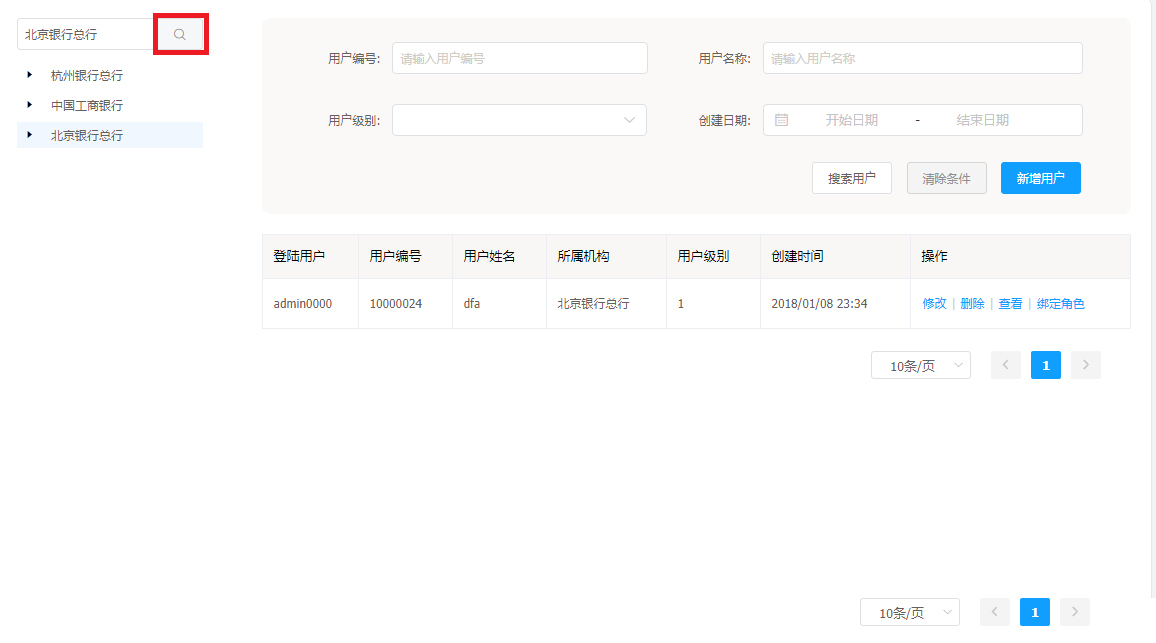 北京银行总行
杭州银行总行
中国工商银行
北京银行总行
用户编号: 请输入用户编号 用户名称: 请输入用户名称
用户级别: 创建日期: 开始日期 - 结束日期
搜索用户 清除条件 新增用户
登陆用户 用户编号 用户姓名 所属机构 用户级别 创建时间 操作
admin0000 10000024 dfa 北京银行总行 1 2018/01/08 23:34 修改 | 删除 | 查看 | 绑定角色
10条/页 < 1 >
10条/页 < 1 >